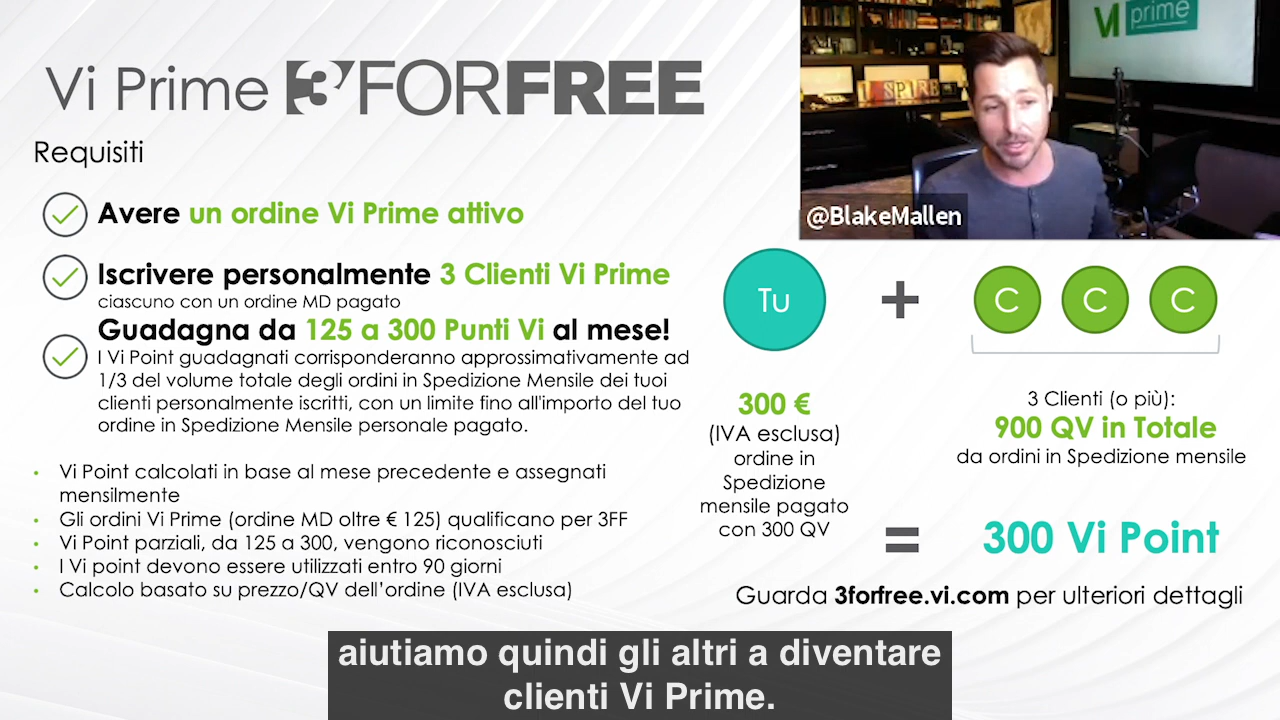 Vi Prime 3'FORFREE
Requisiti
Avere un ordine Vi Prime attivo
Iscrivere personalmente 3 Clienti Vi Prime
ciascuno con un ordine MD pagato
Guadagna da 125 a 300 Punti Vi al mese!
I Vi Point guadagnati corrisponderanno approssimativamente ad
1/3 del volume totale degli ordini in Spedizione Mensile dei tuoi
clienti personalmente iscritti, con un limite fino all'importo del tuo
ordine in Spedizione Mensile personale pagato.
• Vi Point calcolati in base al mese precedente e assegnati
mensilmente
• Gli ordini Vi Prime (ordine MD oltre € 125) qualificano per 3FF
• Vi Point parziali, da 125 a 300, vengono riconosciuti
• I Vi point devono essere utilizzati entro 90 giorni
• Calcolo basato su prezzo/QV dell'ordine (IVA esclusa)
VI prime
@BlakeMallen
Tu + C C C
300 €
(IVA esclusa)
ordine in
Spedizione
mensile pagato
con 300 QV
3 Clienti (o più):
900 QV in Totale
da ordini in Spedizione mensile
= 300 Vi Point
Guarda 3forfree.vi.com per ulteriori dettagli
aiutiamo quindi gli altri a diventare
clienti Vi Prime.